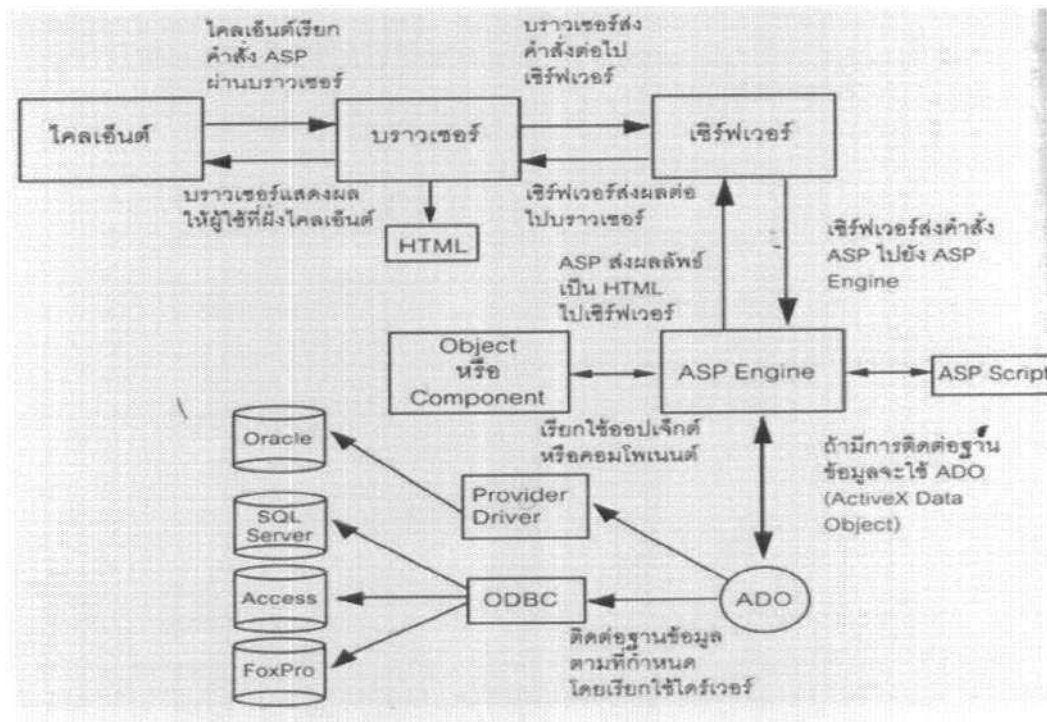 ไคลเอ็นต์เรียก
คำสั่ง ASP
ผ่านบราวเซอร์
บราวเซอร์ส่ง
คำสั่งต่อไป
เซิร์ฟเวอร์
ไคลเอ็นต์
บราวเซอร์
เซิร์ฟเวอร์
บราวเซอร์แสดงผล
ให้ผู้ใช้ที่ฝั่งไคลเอ็นต์
เซิร์ฟเวอร์ส่งผลต่อ
ไปบราวเซอร์
HTML
เซิร์ฟเวอร์ส่งคำสั่ง
ASP ไปยัง ASP
Engine
ASP ส่งผลลัพธ์
เป็น HTML
ไปเซิร์ฟเวอร์
Object
หรือ
Component
ASP Engine
ASP Script
เรียกใช้ออปเจ็กต์
หรือคอมโพเนนต์
ถ้ามีการติดต่อฐาน
ข้อมูลจะใช้ ADO
(ActiveX Data
Object)
Oracle
Provider
Driver
SQL
Server
Access
ODBC
ADO
FoxPro
ติดต่อฐานข้อมูล
ตามที่กำหนด
โดยเรียกใช้ไดร์เวอร์